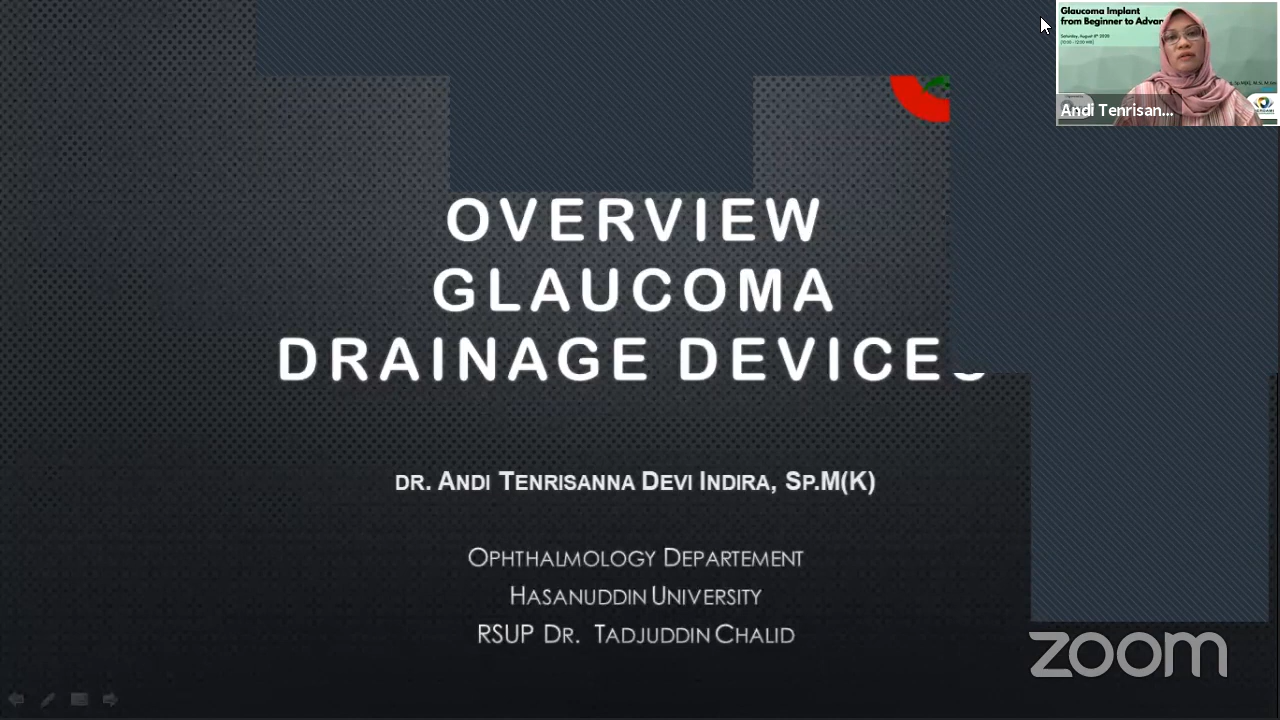 OVERVIEW
GLAUCOMA
DRAINAGE DEVICES
DR. ANDI TENRISANNA DEVI INDIRA, SP.M(K)
OPHTHALMOLOGY DEPARTEMENT
HASANUDDIN UNIVERSITY
RSUP DR. TADJUDDIN CHALID
zoom
Glaucoma Implant
from Beginner to Advan
Andi Tenrisan...